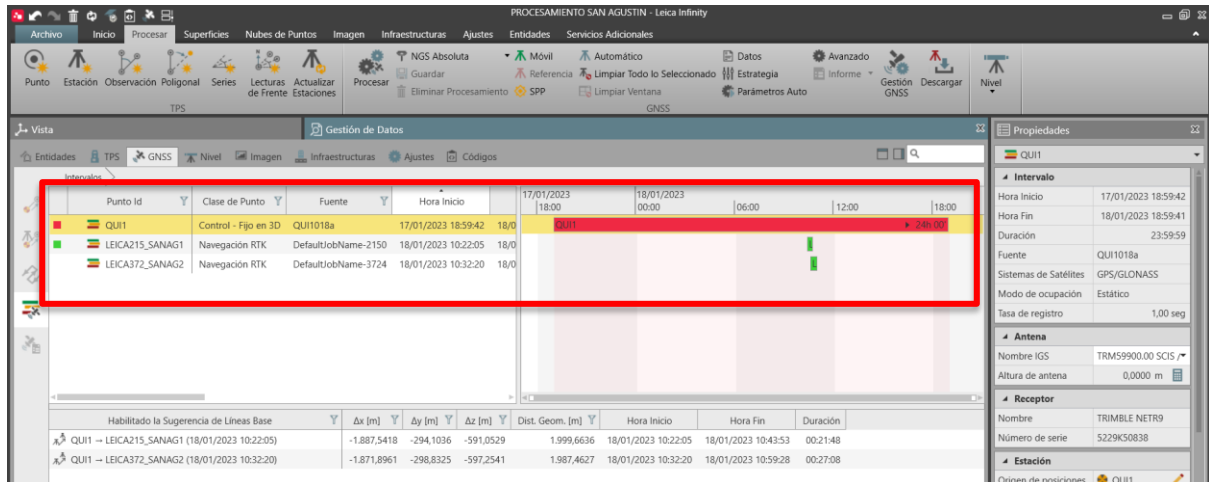 PROCESAMIENTO SAN AGUSTIN - Leica Infinity
Archivo Inicio Procesar Superficies Nubes de Puntos Imagen Infraestructuras Ajustes Entidades Servicios Adicionales
NGS Absoluta Móvil Automático Datos Avanzado
Guardar Referencia Limpiar Todo lo Seleccionado Estrategia Informe
Eliminar Procesamiento SPP Limpiar Ventana Parámetros Auto
Punto Estación Observación Poligonal Series Lecturas de Frente Actualizar Estaciones Procesar Gestión GNSS Descargar Nivel
TPS GNSS
Vista Gestión de Datos Propiedades
Entidades TPS GNSS Nivel Imagen Infraestructuras Ajustes Códigos
QUI1
Intervalos
Intervalo
Punto Id Clase de Punto Fuente Hora Inicio 17/01/2023 18/01/2023
18:00 00:00 06:00 12:00 18:00
Hora Inicio 17/01/2023 18:59:42
QUI1 Control - Fijo en 3D QUI1018a 17/01/2023 18:59:42 18/0 QUI1 24h 00'
Hora Fin 18/01/2023 18:59:41
LEICA215_SANAG1 Navegación RTK DefaultJobName-2150 18/01/2023 10:22:05 18/0 L
Duración 23:59:59
LEICA372_SANAG2 Navegación RTK DefaultJobName-3724 18/01/2023 10:32:20 18/0 L
Fuente QUI1018a
Sistemas de Satélites GPS/GLONASS
Modo de ocupación Estático
Tasa de registro 1,00 seg
Antena
Nombre IGS TRM59900.00 SCIS /
Altura de antena 0,0000 m
Receptor
Nombre TRIMBLE NETR9
Número de serie 5229K50838
Estación
Origen de posiciones QUI1
Habilitado la Sugerencia de Líneas Base Δx [m] Δy [m] Δz [m] Dist. Geom. [m] Hora Inicio Hora Fin Duración
QUI1 → LEICA215_SANAG1 (18/01/2023 10:22:05) -1.887,5418 -294,1036 -591,0529 1.999,6636 18/01/2023 10:22:05 18/01/2023 10:43:53 00:21:48
QUI1 → LEICA372_SANAG2 (18/01/2023 10:32:20) -1.871,8961 -298,8325 -597,2541 1.987,4627 18/01/2023 10:32:20 18/01/2023 10:59:28 00:27:08